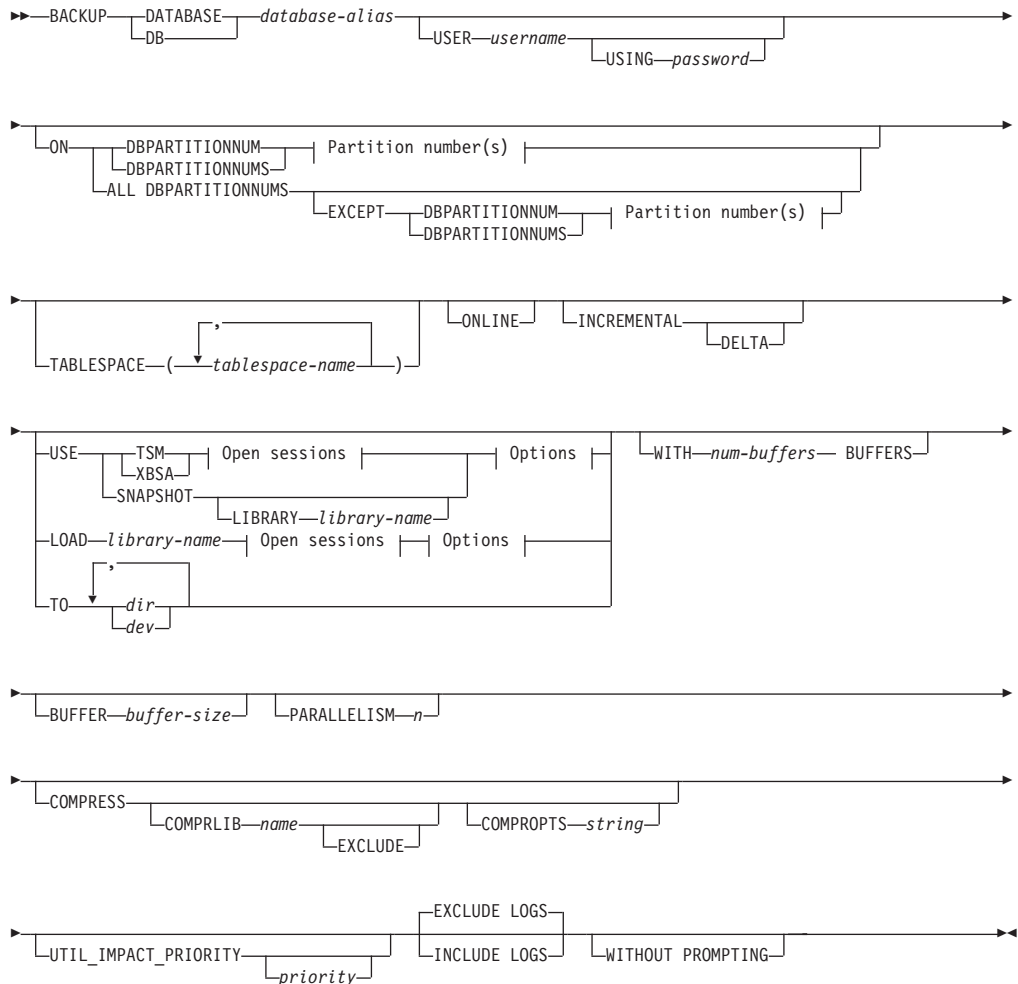 BACKUP DATABASE database-alias
DB USER username
USING password
ON DBPARTITIONNUM Partition number(s)
DBPARTITIONNUMS
ALL DBPARTITIONNUMS
EXCEPT DBPARTITIONNUM Partition number(s)
DBPARTITIONNUMS
,
ONLINE INCREMENTAL
DELTA
TABLESPACE ( tablespace-name )
USE TSM Open sessions Options WITH num-buffers BUFFERS
XBSA
SNAPSHOT
LIBRARY library-name
LOAD library-name Open sessions Options
,
TO dir
dev
BUFFER buffer-size PARALLELISM n
COMPRESS
COMPRLIB name COMPROPTS string
EXCLUDE
EXCLUDE LOGS
UTIL_IMPACT_PRIORITY INCLUDE LOGS WITHOUT PROMPTING
priority